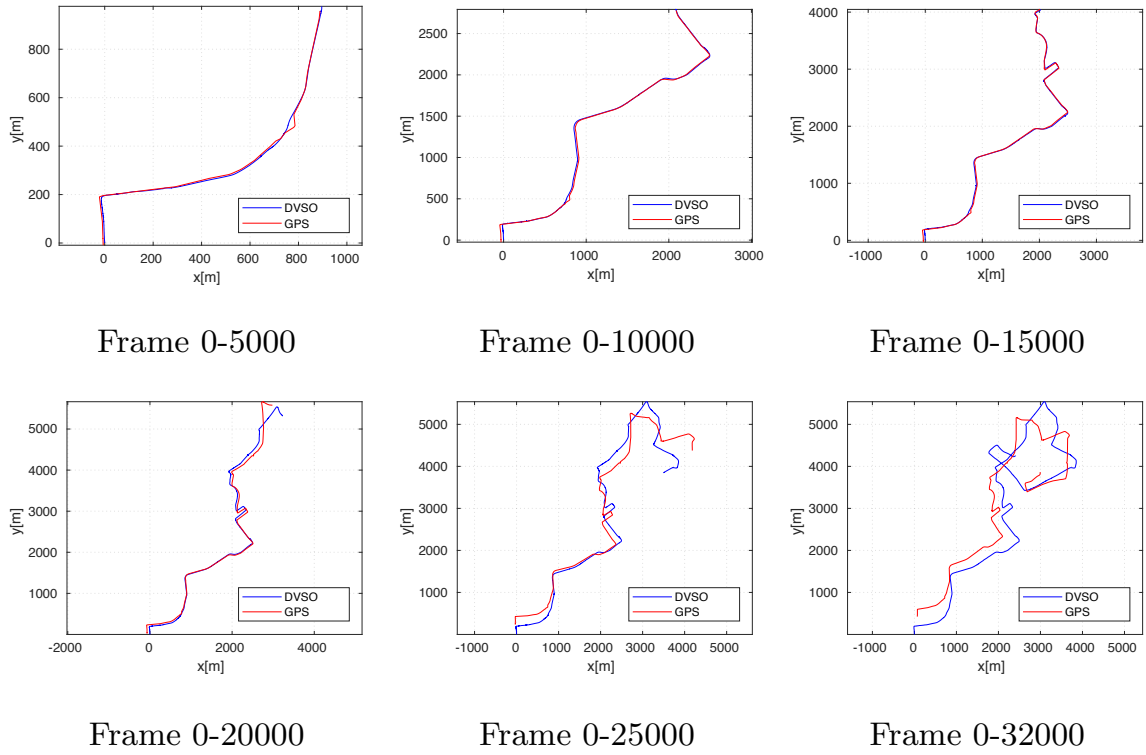 800
600
400
200
0
y[m]
0 200 400 600 800 1000
x[m]
DVSO
GPS
Frame 0-5000
2500
2000
1500
1000
500
0
y[m]
0 1000 2000 3000
x[m]
DVSO
GPS
Frame 0-10000
4000
3000
2000
1000
0
y[m]
-1000 0 1000 2000 3000
x[m]
DVSO
GPS
Frame 0-15000
5000
4000
3000
2000
1000
y[m]
-2000 0 2000 4000
x[m]
DVSO
GPS
Frame 0-20000
5000
4000
3000
2000
1000
y[m]
-1000 0 1000 2000 3000 4000 5000
x[m]
DVSO
GPS
Frame 0-25000
5000
4000
3000
2000
1000
y[m]
-1000 0 1000 2000 3000 4000 5000
x[m]
DVSO
GPS
Frame 0-32000